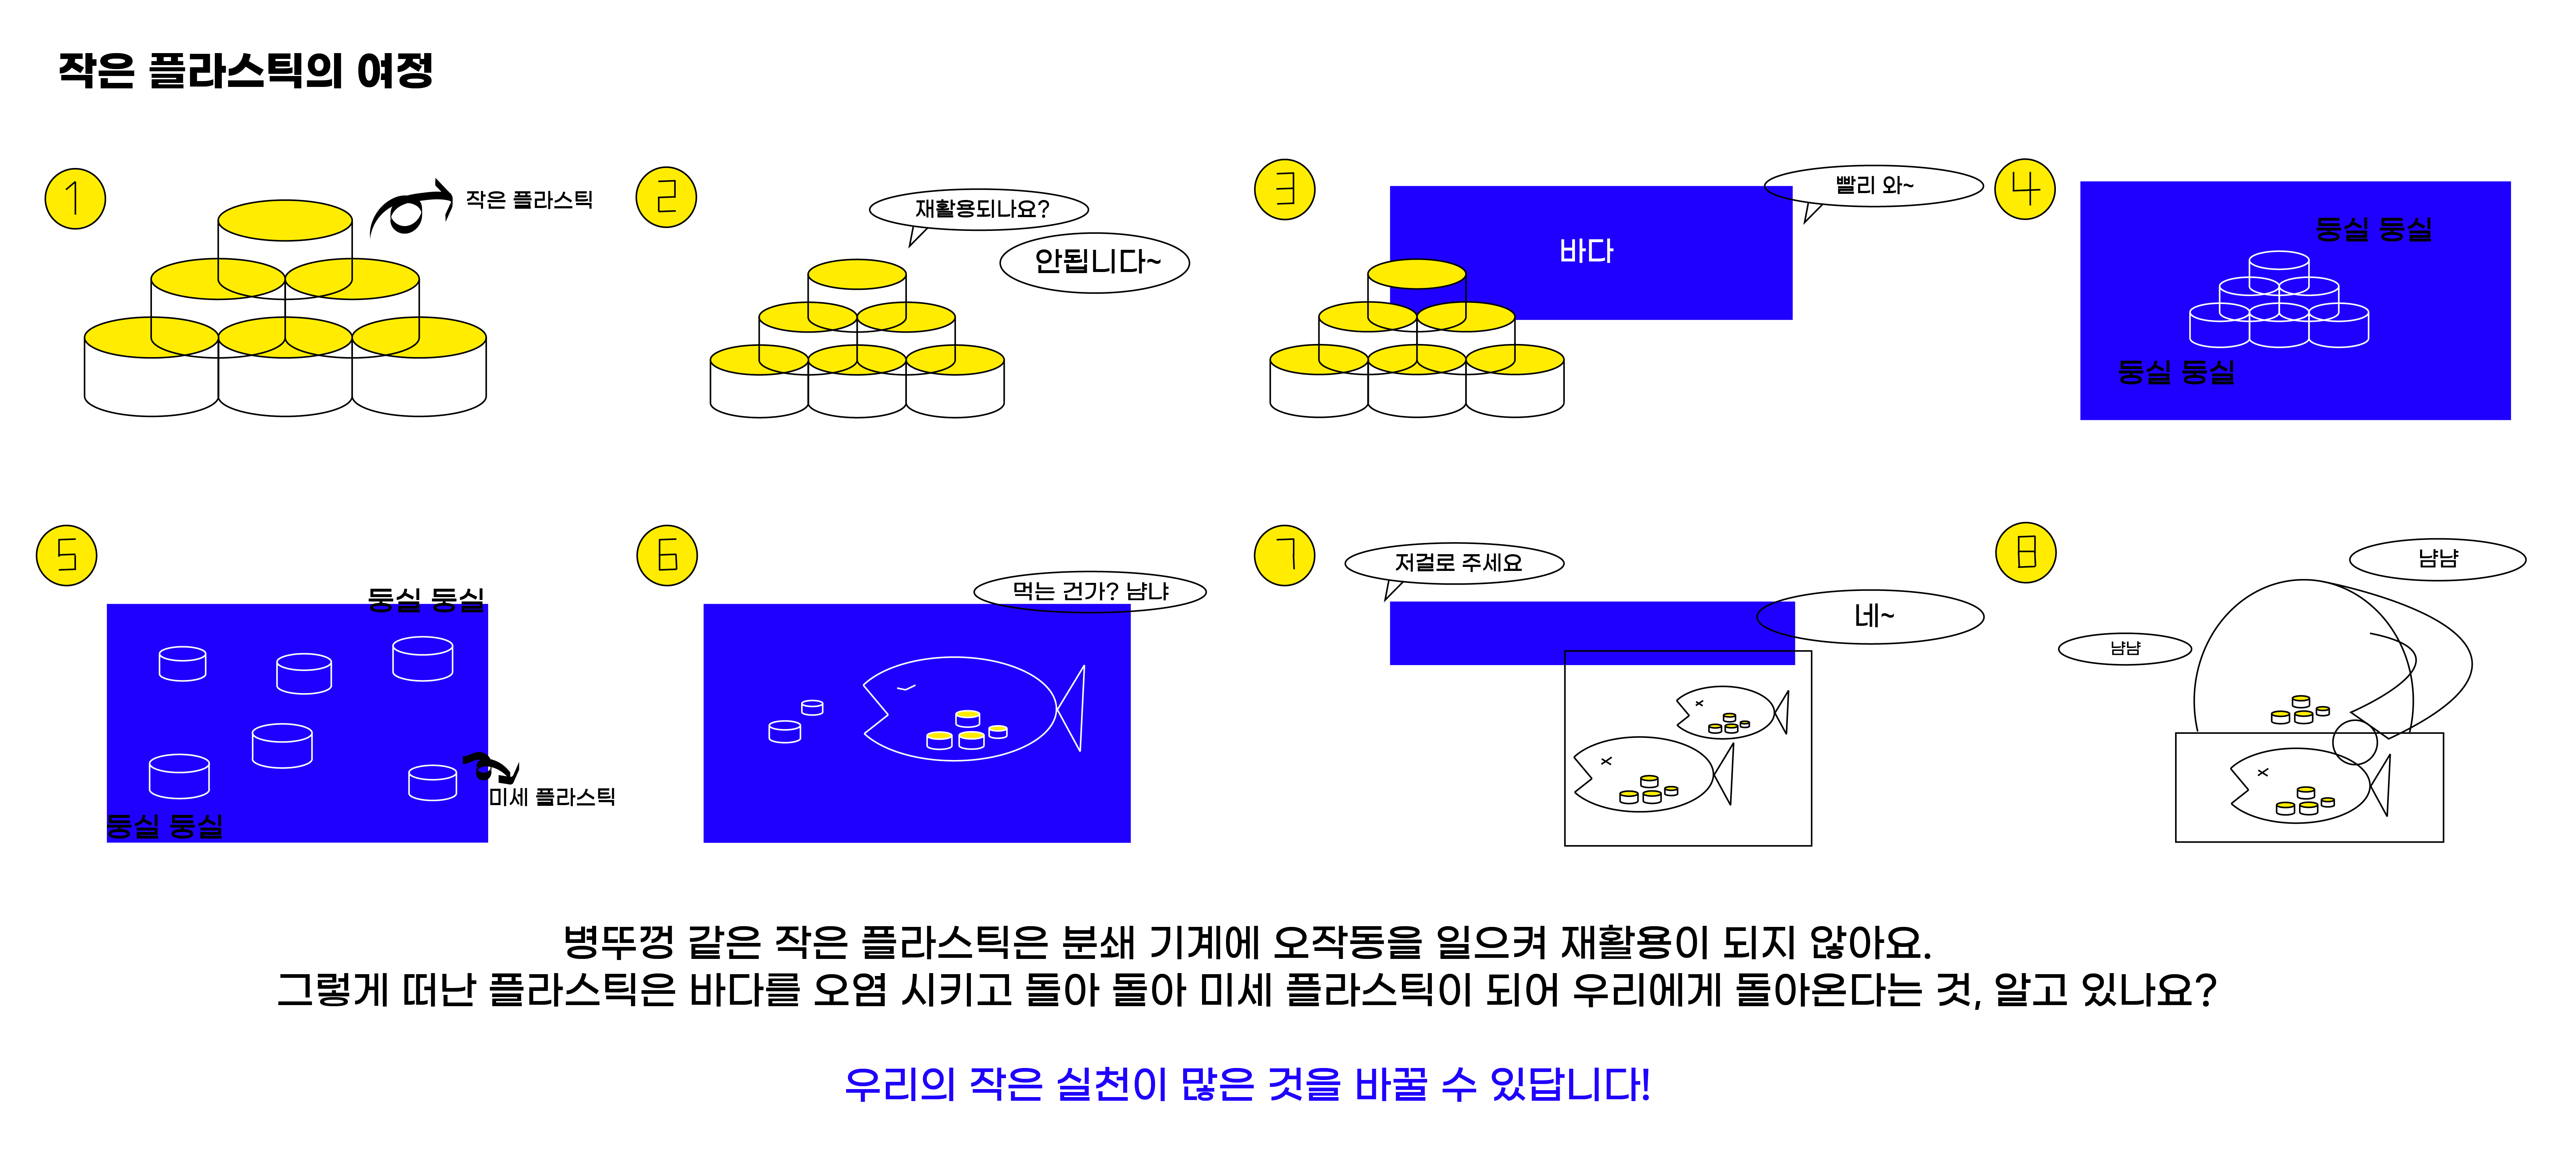 작은 플라스틱의 여정
1
작은 플라스틱
2
재활용되나요?
안됩니다~
3
바다
빨리 와~
4
둥실 둥실
둥실 둥실
5
둥실 둥실
미세 플라스틱
둥실 둥실
6
먹는 건가? 냠냐
7
저걸로 주세요
네~
8
냠냠
냠냠
병뚜껑 같은 작은 플라스틱은 분쇄 기계에 오작동을 일으켜 재활용이 되지 않아요.
그렇게 떠난 플라스틱은 바다를 오염 시키고 돌아 돌아 미세 플라스틱이 되어 우리에게 돌아온다는 것, 알고 있나요?
우리의 작은 실천이 많은 것을 바꿀 수 있답니다!